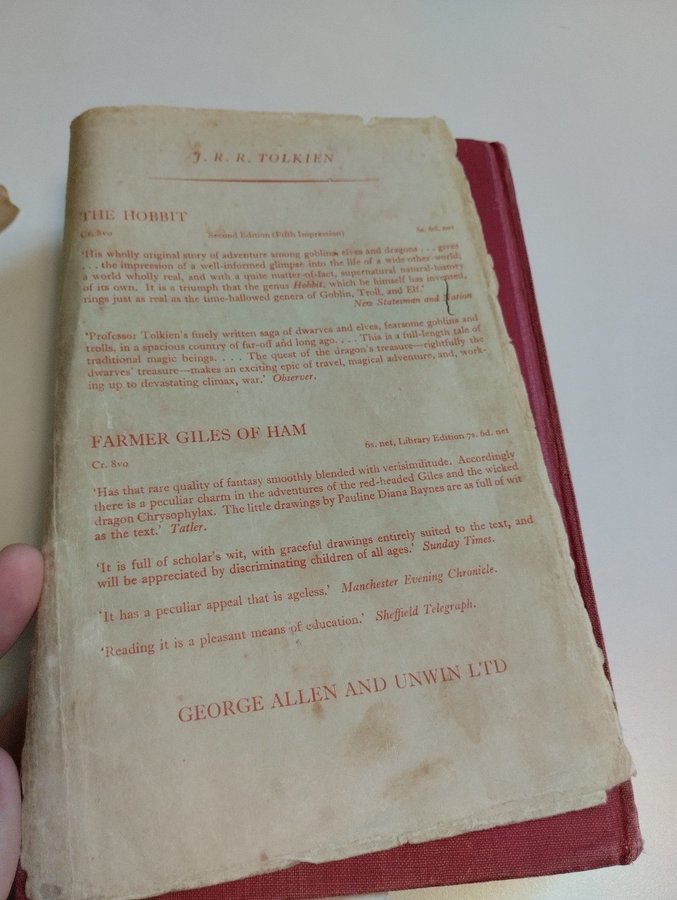 J. R. R. TOLKIEN
THE HOBBIT
Cr. 8vo Second Edition (Fifth Impression) 8s. 6d. net
'His wholly original story of adventure among goblins, elves and dragons . . . gives
. . . the impression of a well-informed glimpse into the life of a wide other-world;
a world wholly real, and with a quite matter-of-fact, supernatural natural-history
of its own. It is a triumph that the genus Hobbit, which he himself has invented,
rings just as real as the time-hallowed genera of Goblin, Troll, and Elf.'
New Statesman and Nation
'Professor Tolkien's finely written saga of dwarves and elves, fearsome goblins and
trolls, in a spacious country of far-off and long ago. . . . This is a full-length tale of
traditional magic beings. . . . The quest of the dragon's treasure—rightfully the
dwarves' treasure—makes an exciting epic of travel, magical adventure, and, work-
ing up to devastating climax, war.' Observer.
FARMER GILES OF HAM
6s. net, Library Edition 7s. 6d. net
Cr. 8vo
'Has that rare quality of fantasy smoothly blended with verisimilitude. Accordingly
there is a peculiar charm in the adventures of the red-headed Giles and the wicked
dragon Chrysophylax. The little drawings by Pauline Diana Baynes are as full of wit
as the text.' Tatler.
'It is full of scholar's wit, with graceful drawings entirely suited to the text, and
will be appreciated by discriminating children of all ages.' Sunday Times.
'It has a peculiar appeal that is ageless.' Manchester Evening Chronicle.
'Reading it is a pleasant means of education.' Sheffield Telegraph.
GEORGE ALLEN AND UNWIN LTD